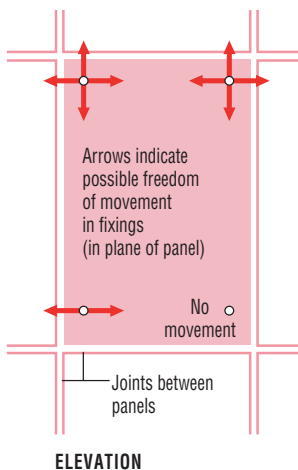 Arrows indicate
possible freedom
of movement
in fixings
(in plane of panel)
No
movement
Joints between
panels
ELEVATION